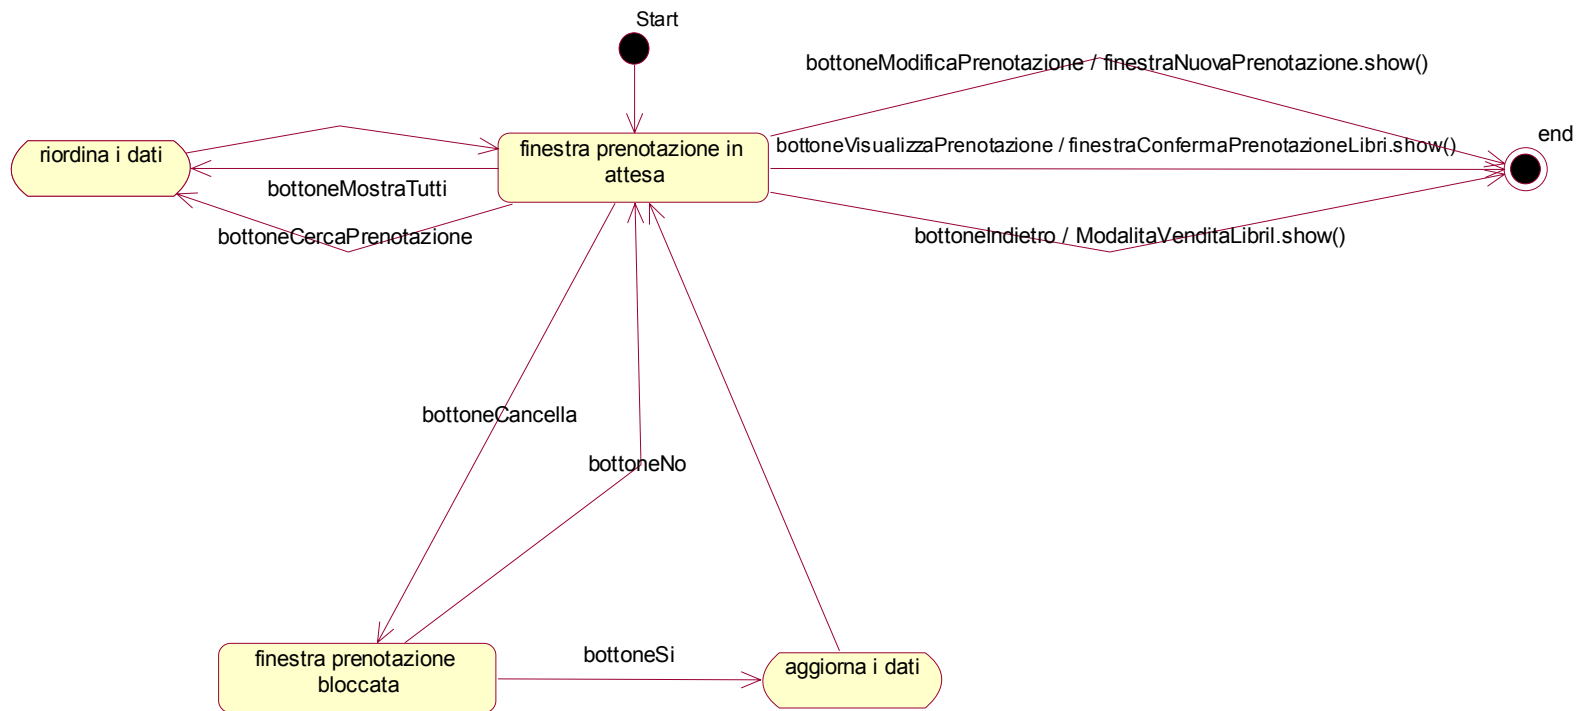 Start
bottoneModificaPrenotazione / finestraNuovaPrenotazione.show()
end
riordina i dati
finestra prenotazione in
attesa
bottoneVisualizzaPrenotazione / finestraConfermaPrenotazioneLibri.show()
bottoneMostraTutti
bottoneCercaPrenotazione
bottoneIndietro / ModalitaVenditaLibriI.show()
bottoneCancella
bottoneNo
finestra prenotazione
bloccata
bottoneSi
aggiorna i dati